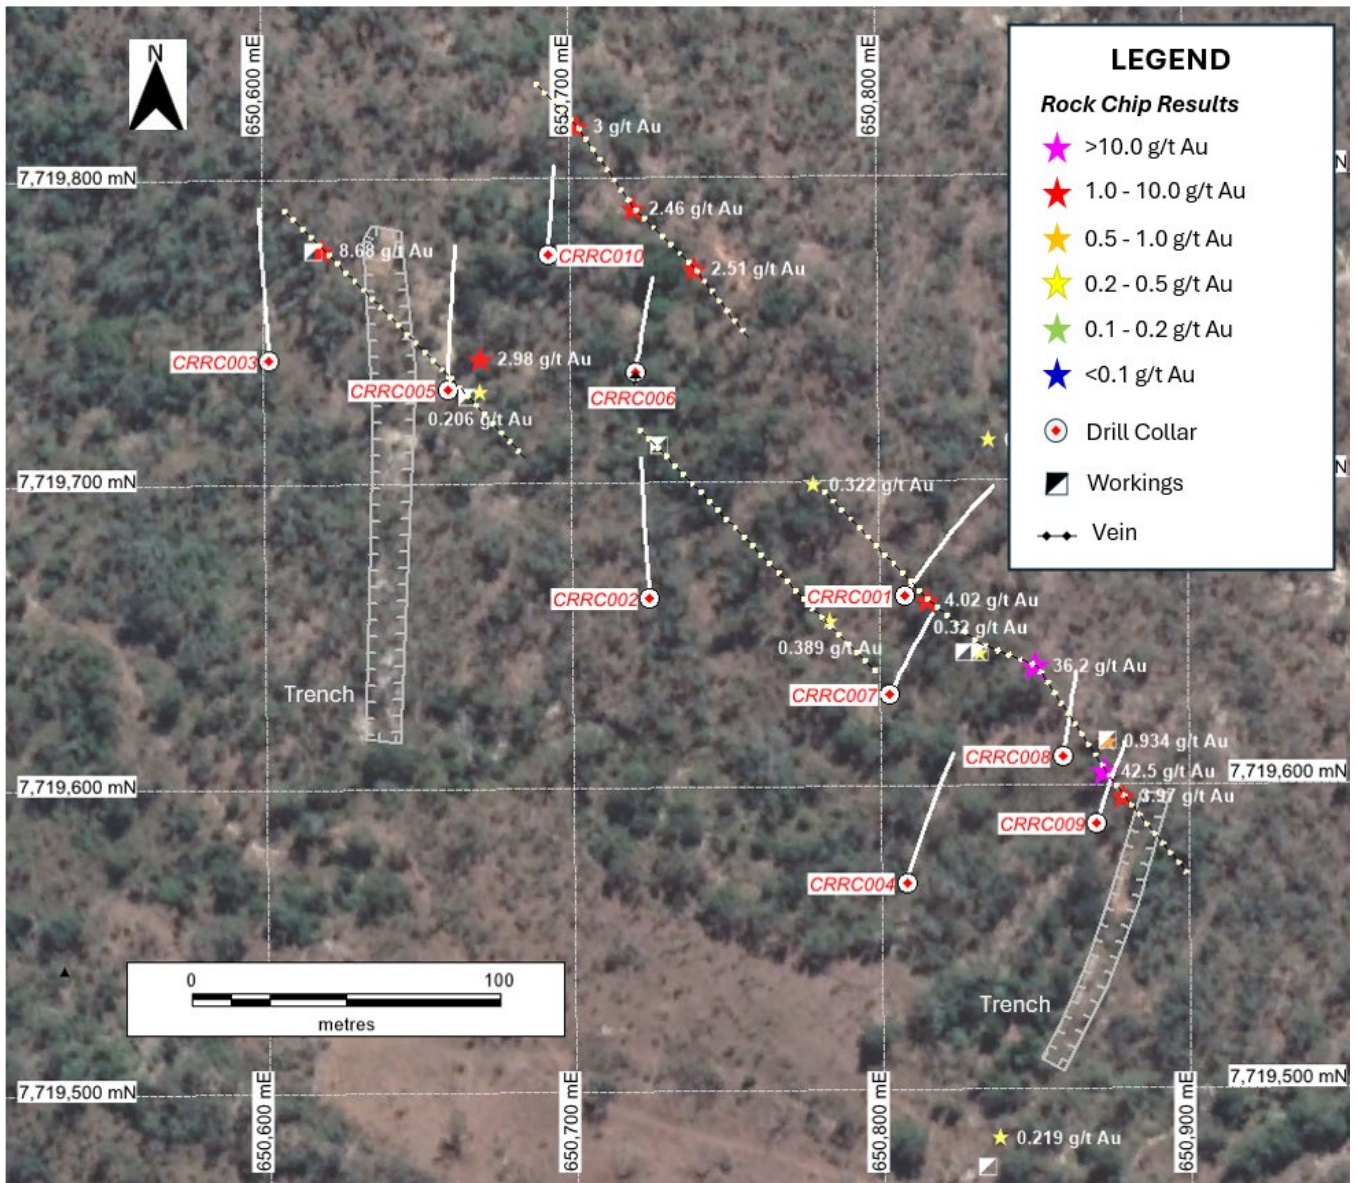 N
650,600 mE
650,700 mE
650,800 mE
LEGEND
Rock Chip Results
>10.0 g/t Au
1.0 - 10.0 g/t Au
0.5 - 1.0 g/t Au
0.2 - 0.5 g/t Au
0.1 - 0.2 g/t Au
<0.1 g/t Au
Drill Collar
Workings
Vein
3 g/t Au
7,719,800 mN
N
2.46 g/t Au
8.68 g/t Au
CRRC010
2.51 g/t Au
CRRC003
2.98 g/t Au
CRRC005
CRRC006
0.206 g/t Au
7,719,700 mN
N
0.322 g/t Au
CRRC002
CRRC001
4.02 g/t Au
0.32 g/t Au
0.389 g/t Au
36.2 g/t Au
Trench
CRRC007
0.934 g/t Au
CRRC008
42.5 g/t Au
7,719,600 mN
7,719,600 mN
3.97 g/t Au
CRRC009
CRRC004
0 100
metres
Trench
7,719,500 mN
7,719,500 mN
650,600 mE
650,700 mE
650,800 mE
650,900 mE
0.219 g/t Au